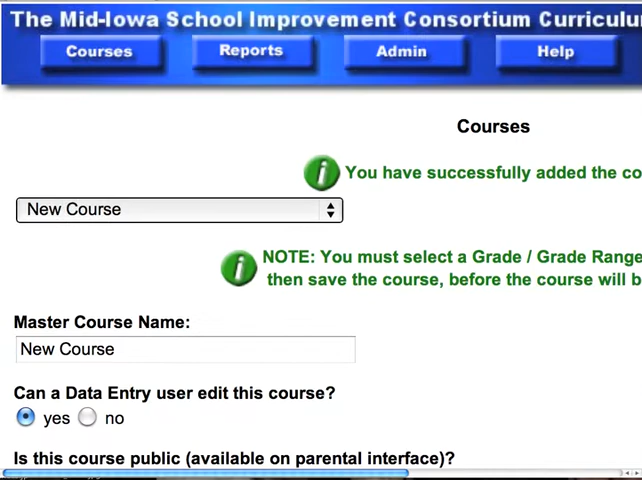 The Mid-Iowa School Improvement Consortium Curriculu
Courses Reports Admin Help
Courses
You have successfully added the co
New Course
NOTE: You must select a Grade / Grade Range
then save the course, before the course will b
Master Course Name:
New Course
Can a Data Entry user edit this course?
yes no
Is this course public (available on parental interface)?